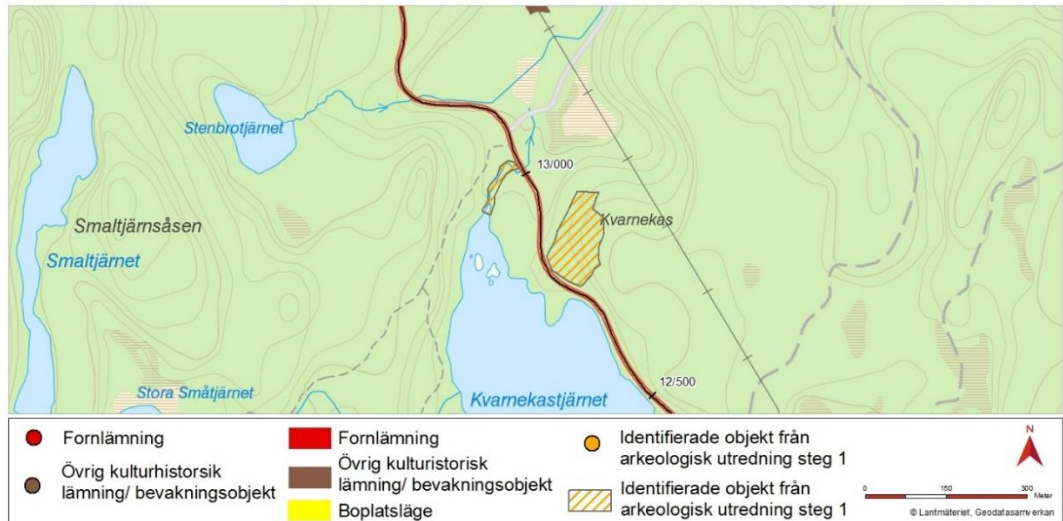 Stenbrotjärnet
13/000
Smaltjärnsåsen
Kvarnekas
Smaltjärnet
12/500
Stora Småtjärnet
Kvarnekastjärnet
Fornlämning
Övrig kulturhistorsik
lämning/ bevakningsobjekt
Fornlämning
Övrig kulturistorisk
lämning/ bevakningsobjekt
Boplatsläge
Identifierade objekt från
arkeologisk utredning steg 1
Identifierade objekt från
arkeologisk utredning steg 1
N
0 150 300
Meter
© Lantmäteriet, Geodatasamverkan